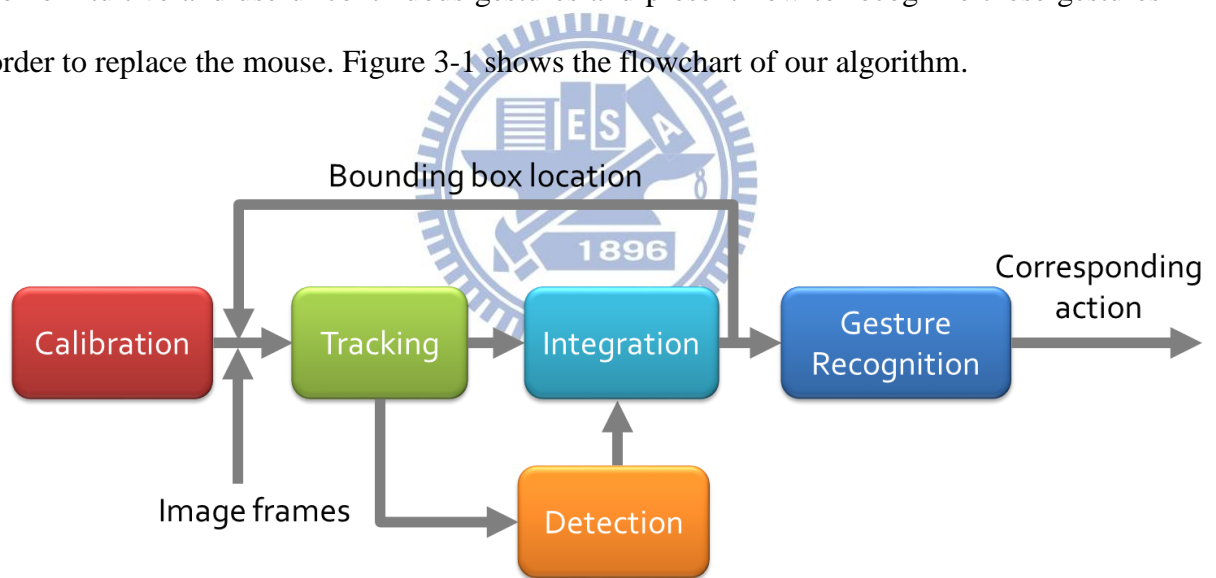 order to replace the mouse. Figure 3-1 shows the flowchart of our algorithm.
E S A
1896
Bounding box location
Corresponding
action
Calibration
Tracking
Integration
Gesture
Recognition
Image frames
Detection